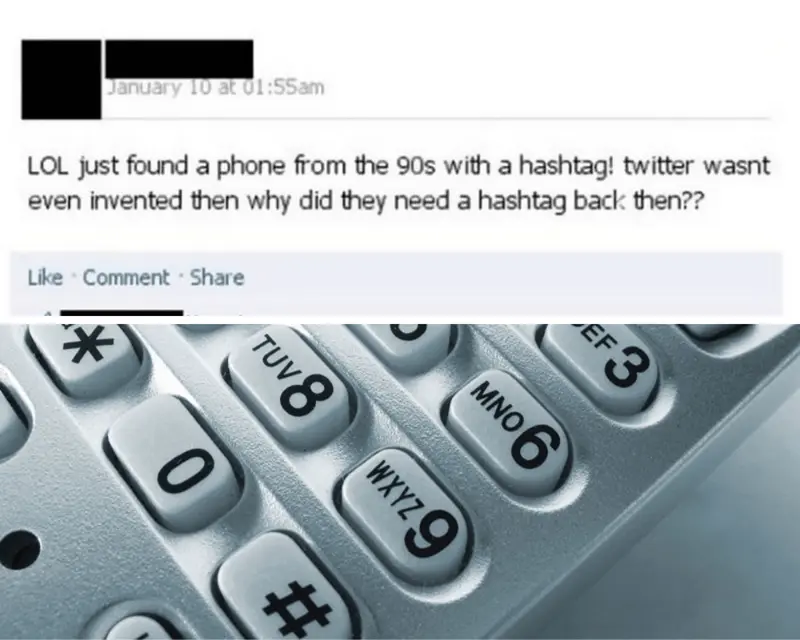 January 10 at 01:55am
LOL just found a phone from the 90s with a hashtag! twitter wasnt
even invented then why did they need a hashtag back then??
Like · Comment · Share
*
TUV 8
DEF 3
0
MNO 6
WXYZ 9
#